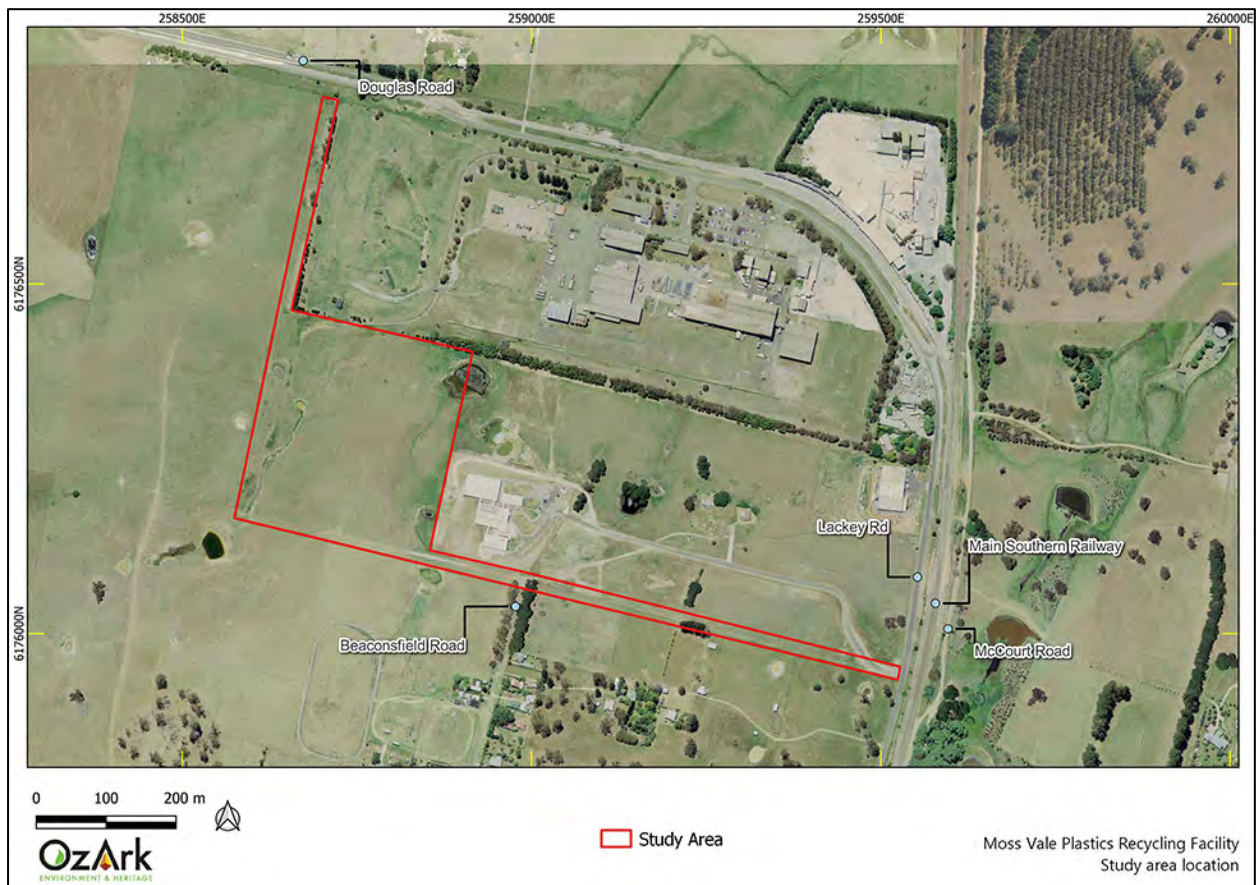 258500E
259000E
259500E
260000E
Douglas Road
6176500N
Lackey Rd
Main Southern Railway
6176000N
Beaconsfield Road
McCourt Road
0 100 200 m
OzArk
ENVIRONMENT & HERITAGE
Study Area
Moss Vale Plastics Recycling Facility
Study area location